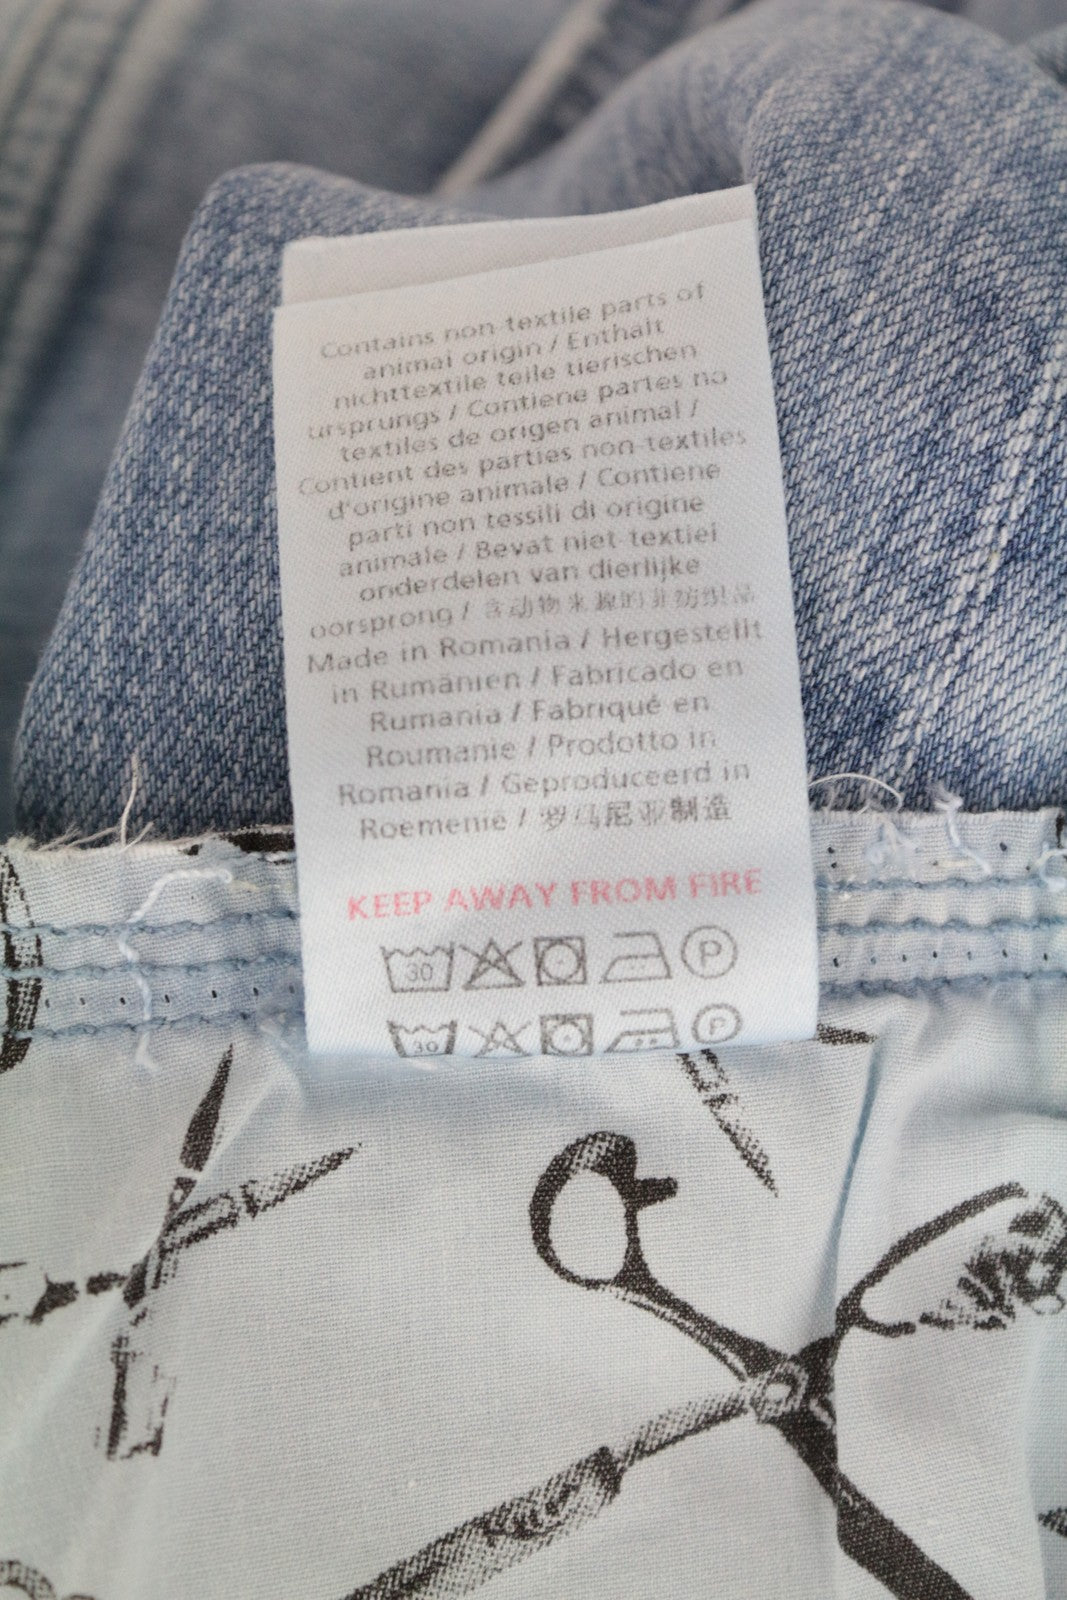 Contains non-textile parts of
animal origin / Enthält
nichttextile teile tierischen
ursprungs / Contiene partes no
textiles de origen animal /
Contient des parties non-textiles
d'origine animale / Contiene
parti non tessili di origine
animale / Bevat niet-textiel
onderdelen van dierlijke
oorsprong / 含动物来源的非纺织品
Made in Romania / Hergestellt
in Rumänien / Fabricado en
Rumania / Fabriqué en
Roumanie / Prodotto in
Romania / Geproduceerd in
Roemenië / 罗马尼亚制造
KEEP AWAY FROM FIRE
30 P
30 P